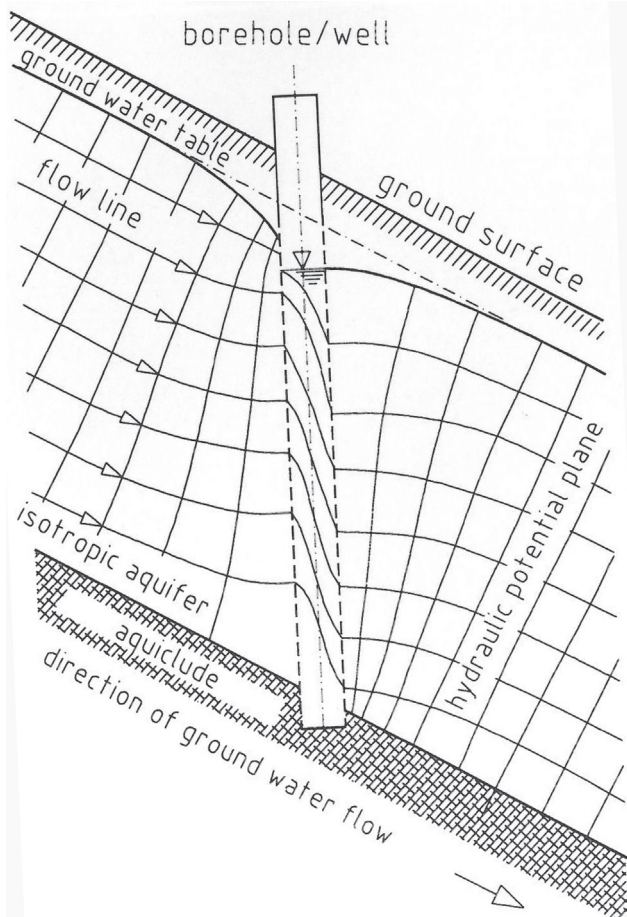 borehole/well
ground water table
ground surface
flow line
hydraulic potential plane
isotropic aquifer
aquiclude
direction of ground water flow